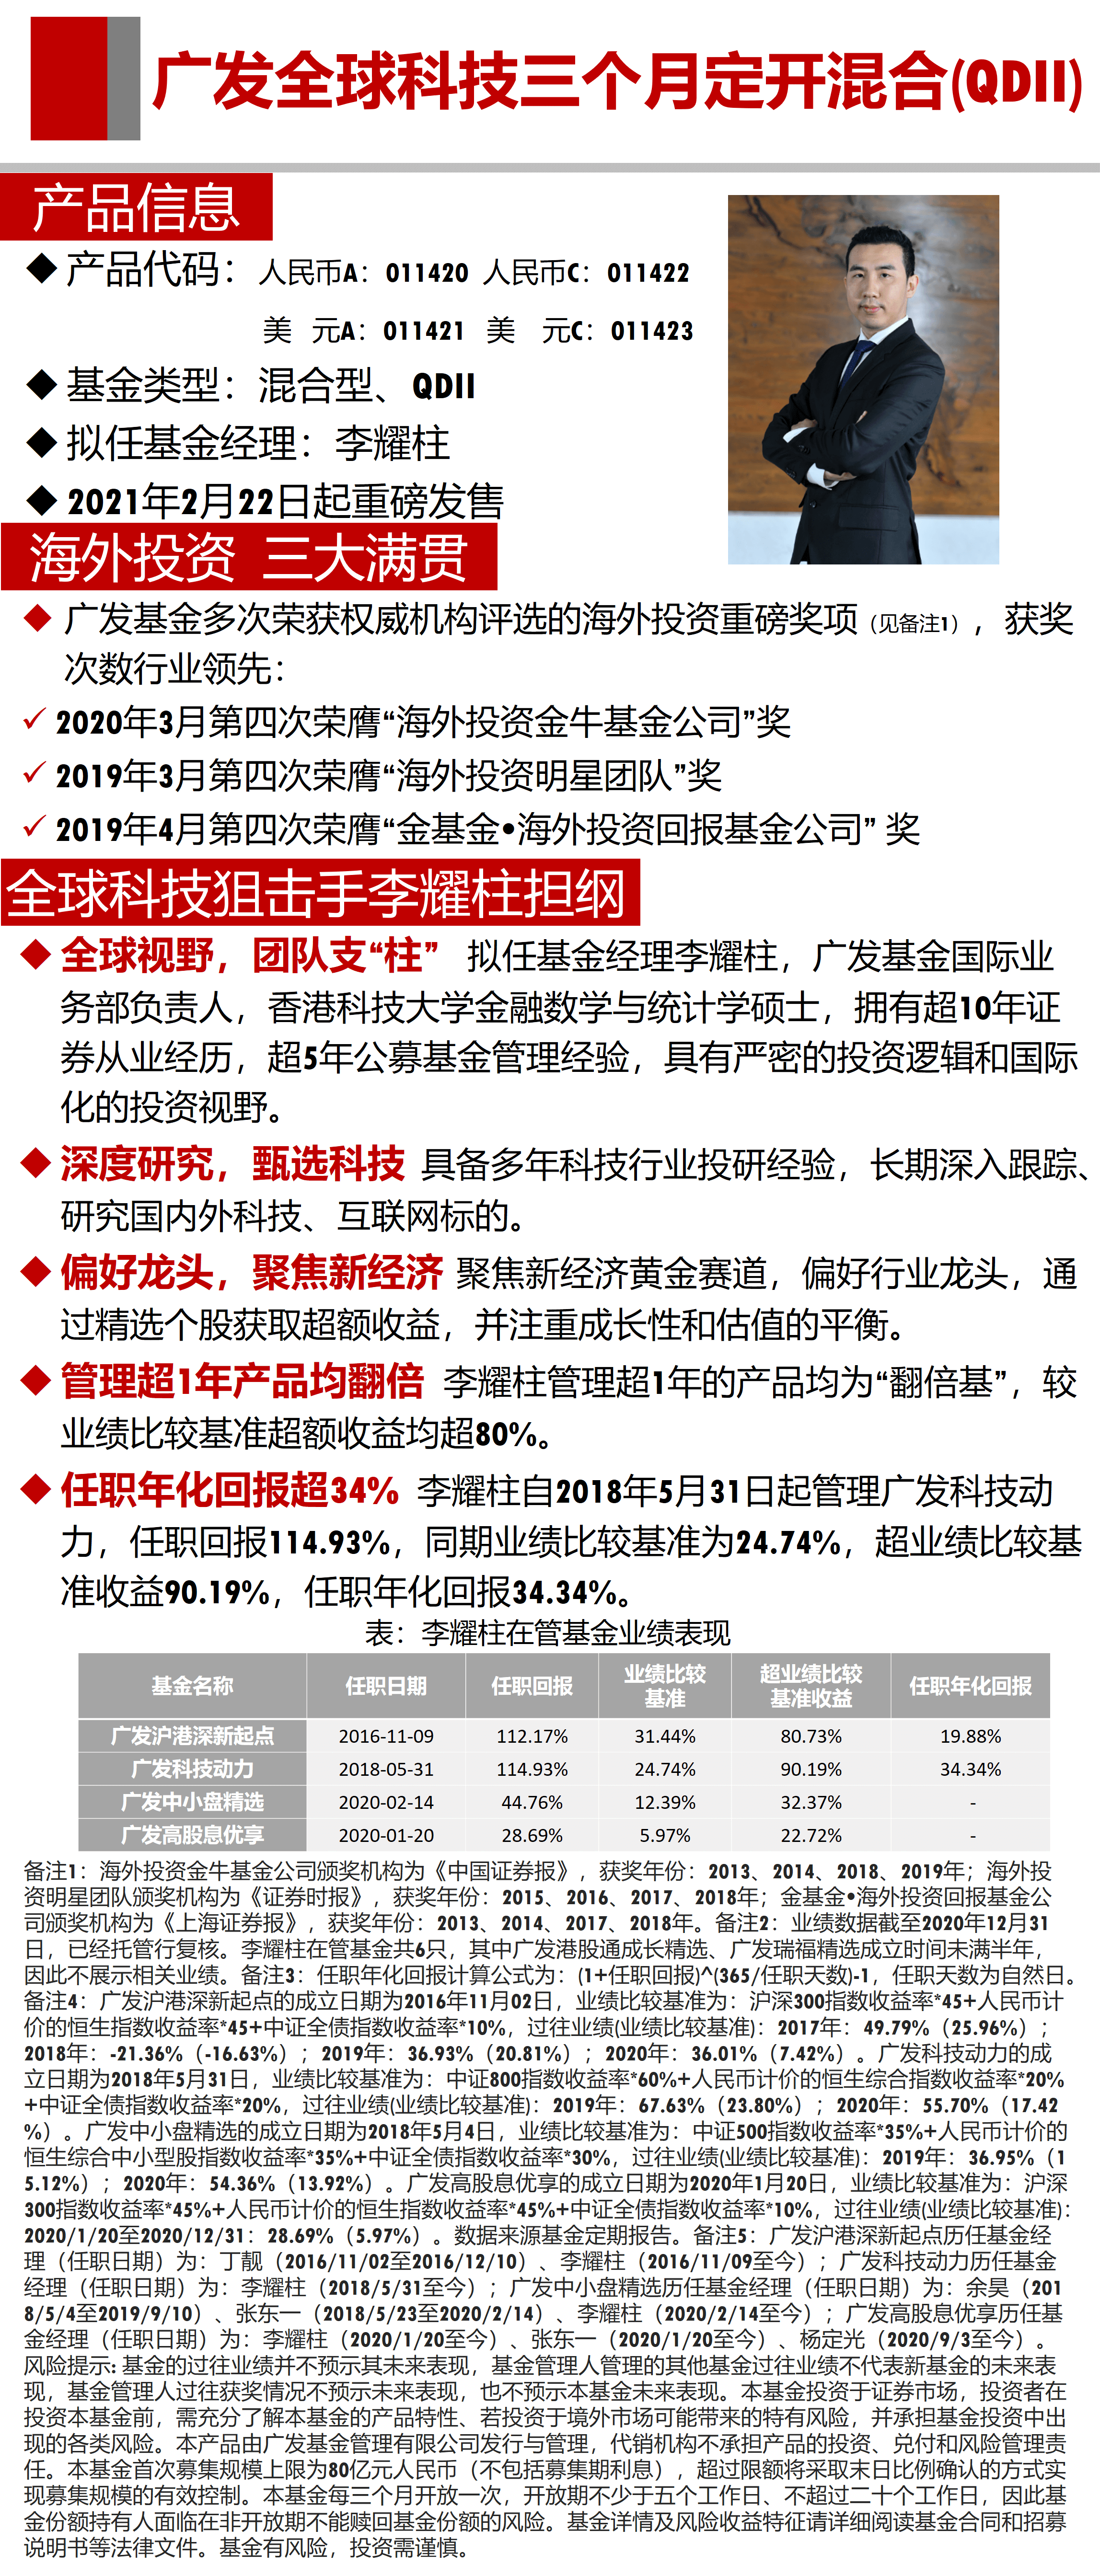 广发全球科技三个月定开混合(QDII)
产品信息
◆ 产品代码：人民币A：011420 人民币C：011422
美 元A：011421 美 元C：011423
◆ 基金类型：混合型、QDII
◆ 拟任基金经理：李耀柱
◆ 2021年2月22日起重磅发售
海外投资 三大满贯
◆ 广发基金多次荣获权威机构评选的海外投资重磅奖项（见备注1），获奖
次数行业领先：
✓ 2020年3月第四次荣膺“海外投资金牛基金公司”奖
✓ 2019年3月第四次荣膺“海外投资明星团队”奖
✓ 2019年4月第四次荣膺“金基金•海外投资回报基金公司” 奖
全球科技狙击手李耀柱担纲
◆ 全球视野，团队支“柱” 拟任基金经理李耀柱，广发基金国际业
务部负责人，香港科技大学金融数学与统计学硕士，拥有超10年证
券从业经历，超5年公募基金管理经验，具有严密的投资逻辑和国际
化的投资视野。
◆ 深度研究，甄选科技 具备多年科技行业投研经验，长期深入跟踪、
研究国内外科技、互联网标的。
◆ 偏好龙头，聚焦新经济 聚焦新经济黄金赛道，偏好行业龙头，通
过精选个股获取超额收益，并注重成长性和估值的平衡。
◆ 管理超1年产品均翻倍 李耀柱管理超1年的产品均为“翻倍基”，较
业绩比较基准超额收益均超80%。
◆ 任职年化回报超34% 李耀柱自2018年5月31日起管理广发科技动
力，任职回报114.93%，同期业绩比较基准为24.74%，超业绩比较基
准收益90.19%，任职年化回报34.34%。
表：李耀柱在管基金业绩表现
基金名称 任职日期 任职回报 业绩比较基准 超业绩比较基准收益 任职年化回报
广发沪港深新起点 2016-11-09 112.17% 31.44% 80.73% 19.88%
广发科技动力 2018-05-31 114.93% 24.74% 90.19% 34.34%
广发中小盘精选 2020-02-14 44.76% 12.39% 32.37% -
广发高股息优享 2020-01-20 28.69% 5.97% 22.72% -
备注1：海外投资金牛基金公司颁奖机构为《中国证券报》，获奖年份：2013、2014、2018、2019年；海外投
资明星团队颁奖机构为《证券时报》，获奖年份：2015、2016、2017、2018年；金基金•海外投资回报基金公
司颁奖机构为《上海证券报》，获奖年份：2013、2014、2017、2018年。备注2：业绩数据截至2020年12月31
日，已经托管行复核。李耀柱在管基金共6只，其中广发港股通成长精选、广发瑞福精选成立时间未满半年，
因此不展示相关业绩。备注3：任职年化回报计算公式为：(1+任职回报)^(365/任职天数)-1，任职天数为自然日。
备注4：广发沪港深新起点的成立日期为2016年11月02日，业绩比较基准为：沪深300指数收益率*45+人民币计
价的恒生指数收益率*45+中证全债指数收益率*10%，过往业绩(业绩比较基准)：2017年：49.79%（25.96%）；
2018年：-21.36%（-16.63%）；2019年：36.93%（20.81%）；2020年：36.01%（7.42%）。广发科技动力的成
立日期为2018年5月31日，业绩比较基准为：中证800指数收益率*60%+人民币计价的恒生综合指数收益率*20%
+中证全债指数收益率*20%，过往业绩(业绩比较基准)：2019年：67.63%（23.80%）；2020年：55.70%（17.42
%）。广发中小盘精选的成立日期为2018年5月4日，业绩比较基准为：中证500指数收益率*35%+人民币计价的
恒生综合中小型股指数收益率*35%+中证全债指数收益率*30%，过往业绩(业绩比较基准)：2019年：36.95%（1
5.12%）；2020年：54.36%（13.92%）。广发高股息优享的成立日期为2020年1月20日，业绩比较基准为：沪深
300指数收益率*45%+人民币计价的恒生指数收益率*45%+中证全债指数收益率*10%，过往业绩(业绩比较基准)：
2020/1/20至2020/12/31：28.69%（5.97%）。数据来源基金定期报告。备注5：广发沪港深新起点历任基金经
理（任职日期）为：丁靓（2016/11/02至2016/12/10）、李耀柱（2016/11/09至今）；广发科技动力历任基金
经理（任职日期）为：李耀柱（2018/5/31至今）；广发中小盘精选历任基金经理（任职日期）为：余昊（201
8/5/4至2019/9/10）、张东一（2018/5/23至2020/2/14）、李耀柱（2020/2/14至今）；广发高股息优享历任基
金经理（任职日期）为：李耀柱（2020/1/20至今）、张东一（2020/1/20至今）、杨定光（2020/9/3至今）。
风险提示：基金的过往业绩并不预示其未来表现，基金管理人管理的其他基金过往业绩不代表新基金的未来表
现，基金管理人过往获奖情况不预示未来表现，也不预示本基金未来表现。本基金投资于证券市场，投资者在
投资本基金前，需充分了解本基金的产品特性、若投资于境外市场可能带来的特有风险，并承担基金投资中出
现的各类风险。本产品由广发基金管理有限公司发行与管理，代销机构不承担产品的投资、兑付和风险管理责
任。本基金首次募集规模上限为80亿元人民币（不包括募集期利息），超过限额将采取末日比例确认的方式实
现募集规模的有效控制。本基金每三个月开放一次，开放期不少于五个工作日、不超过二十个工作日，因此基
金份额持有人面临在非开放期不能赎回基金份额的风险。基金详情及风险收益特征请详细阅读基金合同和招募
说明书等法律文件。基金有风险，投资需谨慎。